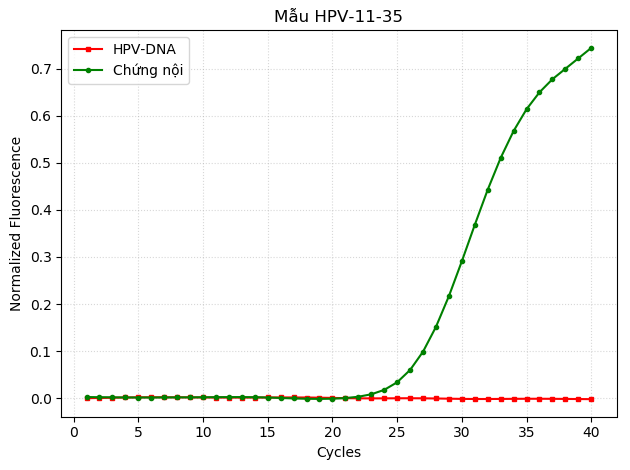 Mẫu HPV-11-35
HPV-DNA
Chứng nội
Normalized Fluorescence
0.7
0.6
0.5
0.4
0.3
0.2
0.1
0.0
0 5 10 15 20 25 30 35 40
Cycles